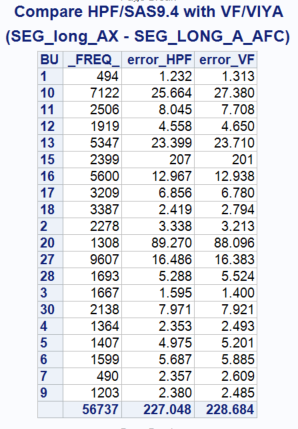 Compare HPF/SAS9.4 with VF/VIYA
(SEG_long_AX - SEG_LONG_A_AFC)
BU _FREQ_ error_HPF error_VF
1 494 1.232 1.313
10 7122 25.664 27.380
11 2506 8.045 7.708
12 1919 4.558 4.650
13 5347 23.399 23.710
15 2399 207 201
16 5600 12.967 12.938
17 3209 6.856 6.780
18 3387 2.419 2.794
2 2278 3.338 3.213
20 1308 89.270 88.096
27 9607 16.486 16.383
28 1693 5.288 5.524
3 1667 1.595 1.400
30 2138 7.971 7.921
4 1364 2.353 2.493
5 1407 4.975 5.201
6 1599 5.687 5.885
7 490 2.357 2.609
9 1203 2.380 2.485
56737 227.048 228.684